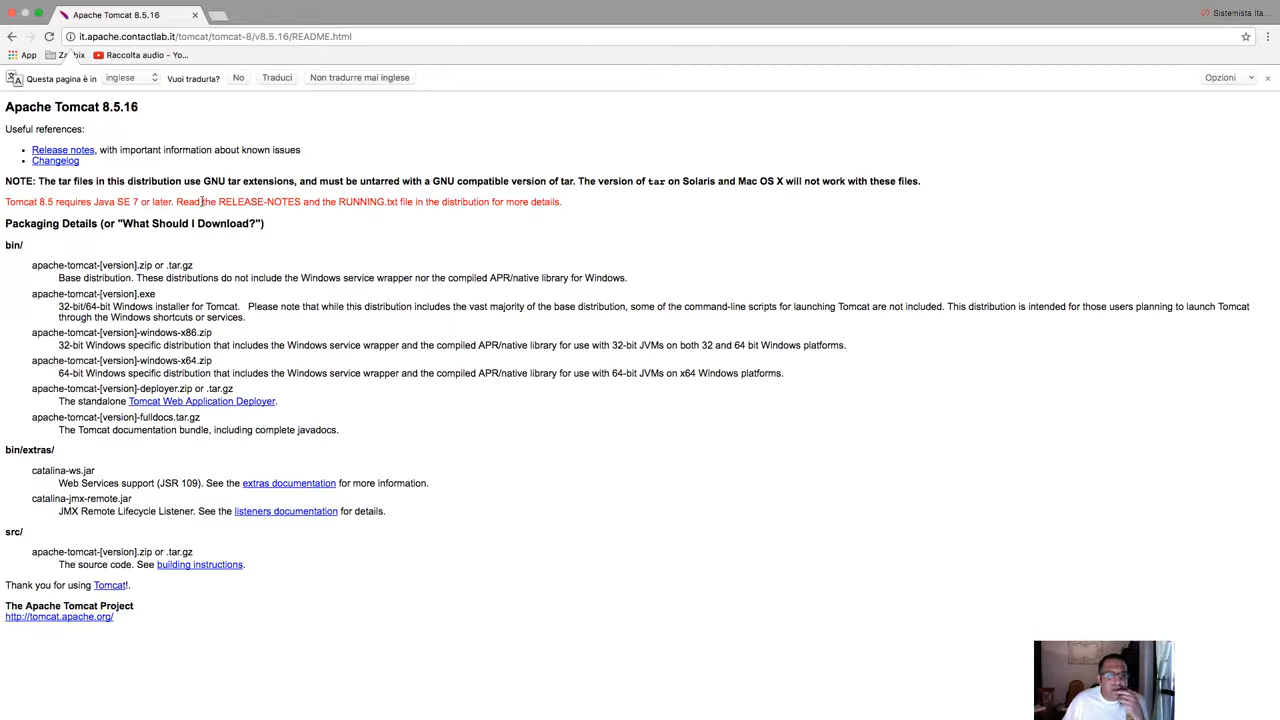 Apache Tomcat 8.5.16
Sistemista Ita...
it.apache.contactlab.it/tomcat/tomcat-8/v8.5.16/README.html
App
Raccolta audio - Yo...
Questa pagina è in inglese Vuoi tradurla? No Traduci Non tradurre mai inglese Opzioni
Apache Tomcat 8.5.16
Useful references:
• Release notes, with important information about known issues
• Changelog
NOTE: The tar files in this distribution use GNU tar extensions, and must be untarred with a GNU compatible version of tar. The version of tar on Solaris and Mac OS X will not work with these files.
Tomcat 8.5 requires Java SE 7 or later. Read the RELEASE-NOTES and the RUNNING.txt file in the distribution for more details.
Packaging Details (or "What Should I Download?")
bin/
apache-tomcat-[version].zip or .tar.gz
Base distribution. These distributions do not include the Windows service wrapper nor the compiled APR/native library for Windows.
apache-tomcat-[version].exe
32-bit/64-bit Windows installer for Tomcat. Please note that while this distribution includes the vast majority of the base distribution, some of the command-line scripts for launching Tomcat are not included. This distribution is intended for those users planning to launch Tomcat
through the Windows shortcuts or services.
apache-tomcat-[version]-windows-x86.zip
32-bit Windows specific distribution that includes the Windows service wrapper and the compiled APR/native library for use with 32-bit JVMs on both 32 and 64 bit Windows platforms.
apache-tomcat-[version]-windows-x64.zip
64-bit Windows specific distribution that includes the Windows service wrapper and the compiled APR/native library for use with 64-bit JVMs on x64 Windows platforms.
apache-tomcat-[version]-deployer.zip or .tar.gz
The standalone Tomcat Web Application Deployer.
apache-tomcat-[version]-fulldocs.tar.gz
The Tomcat documentation bundle, including complete javadocs.
bin/extras/
catalina-ws.jar
Web Services support (JSR 109). See the extras documentation for more information.
catalina-jmx-remote.jar
JMX Remote Lifecycle Listener. See the listeners documentation for details.
src/
apache-tomcat-[version].zip or .tar.gz
The source code. See building instructions.
Thank you for using Tomcat!.
The Apache Tomcat Project
http://tomcat.apache.org/